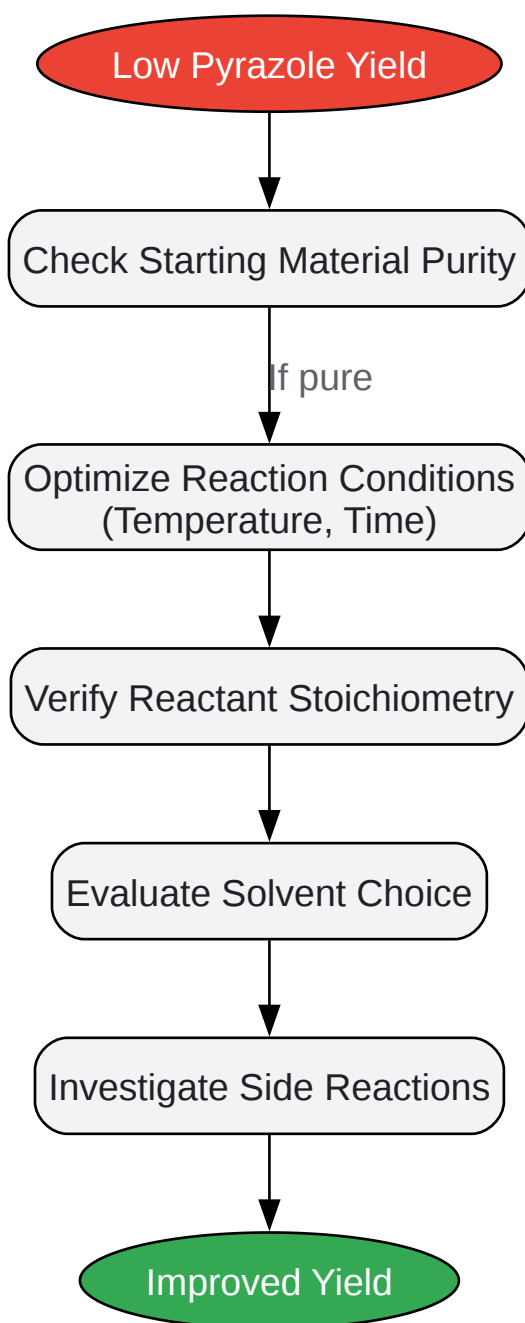 Low Pyrazole Yield
Check Starting Material Purity
If pure
Optimize Reaction Conditions
(Temperature, Time)
Verify Reactant Stoichiometry
Evaluate Solvent Choice
Investigate Side Reactions
Improved Yield